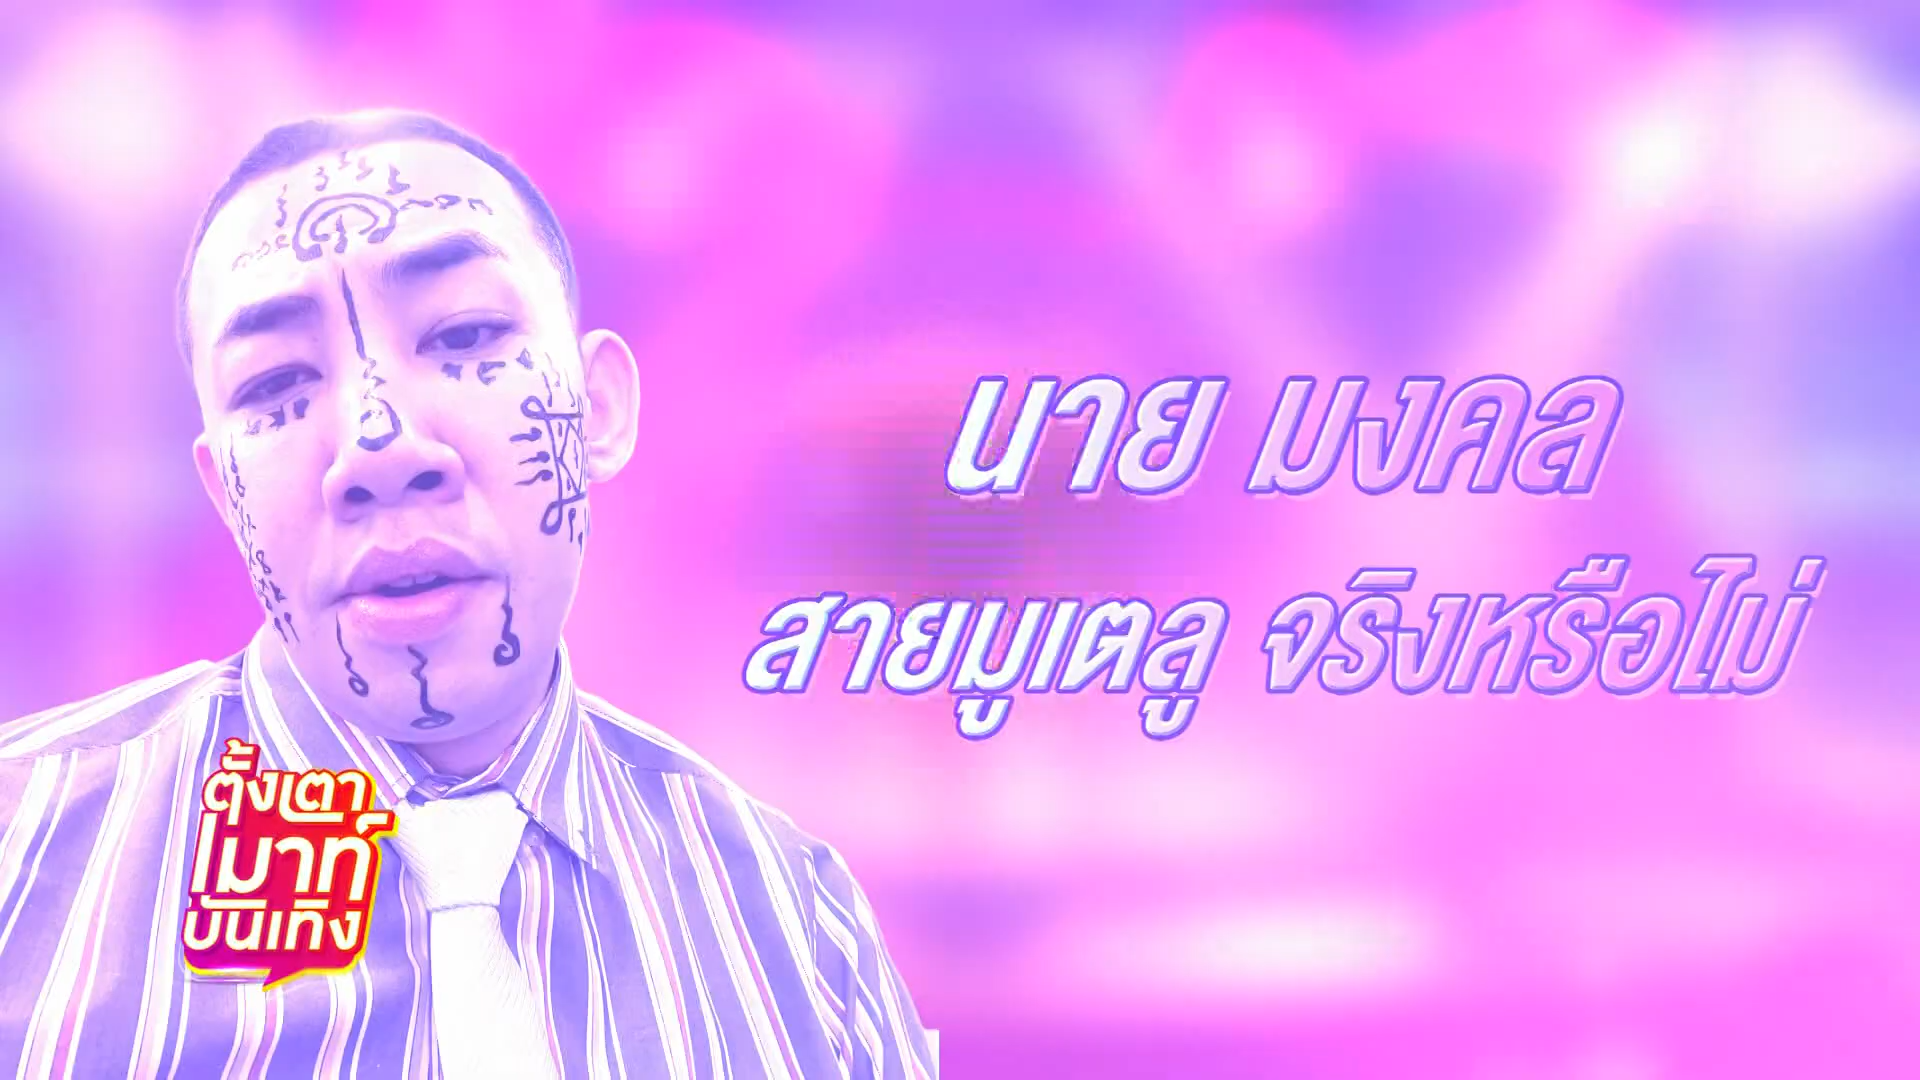 นาย มงคล
สายมูเตลู จริงหรือไม่
ตั้งเตา
เมาท์
บันเทิง